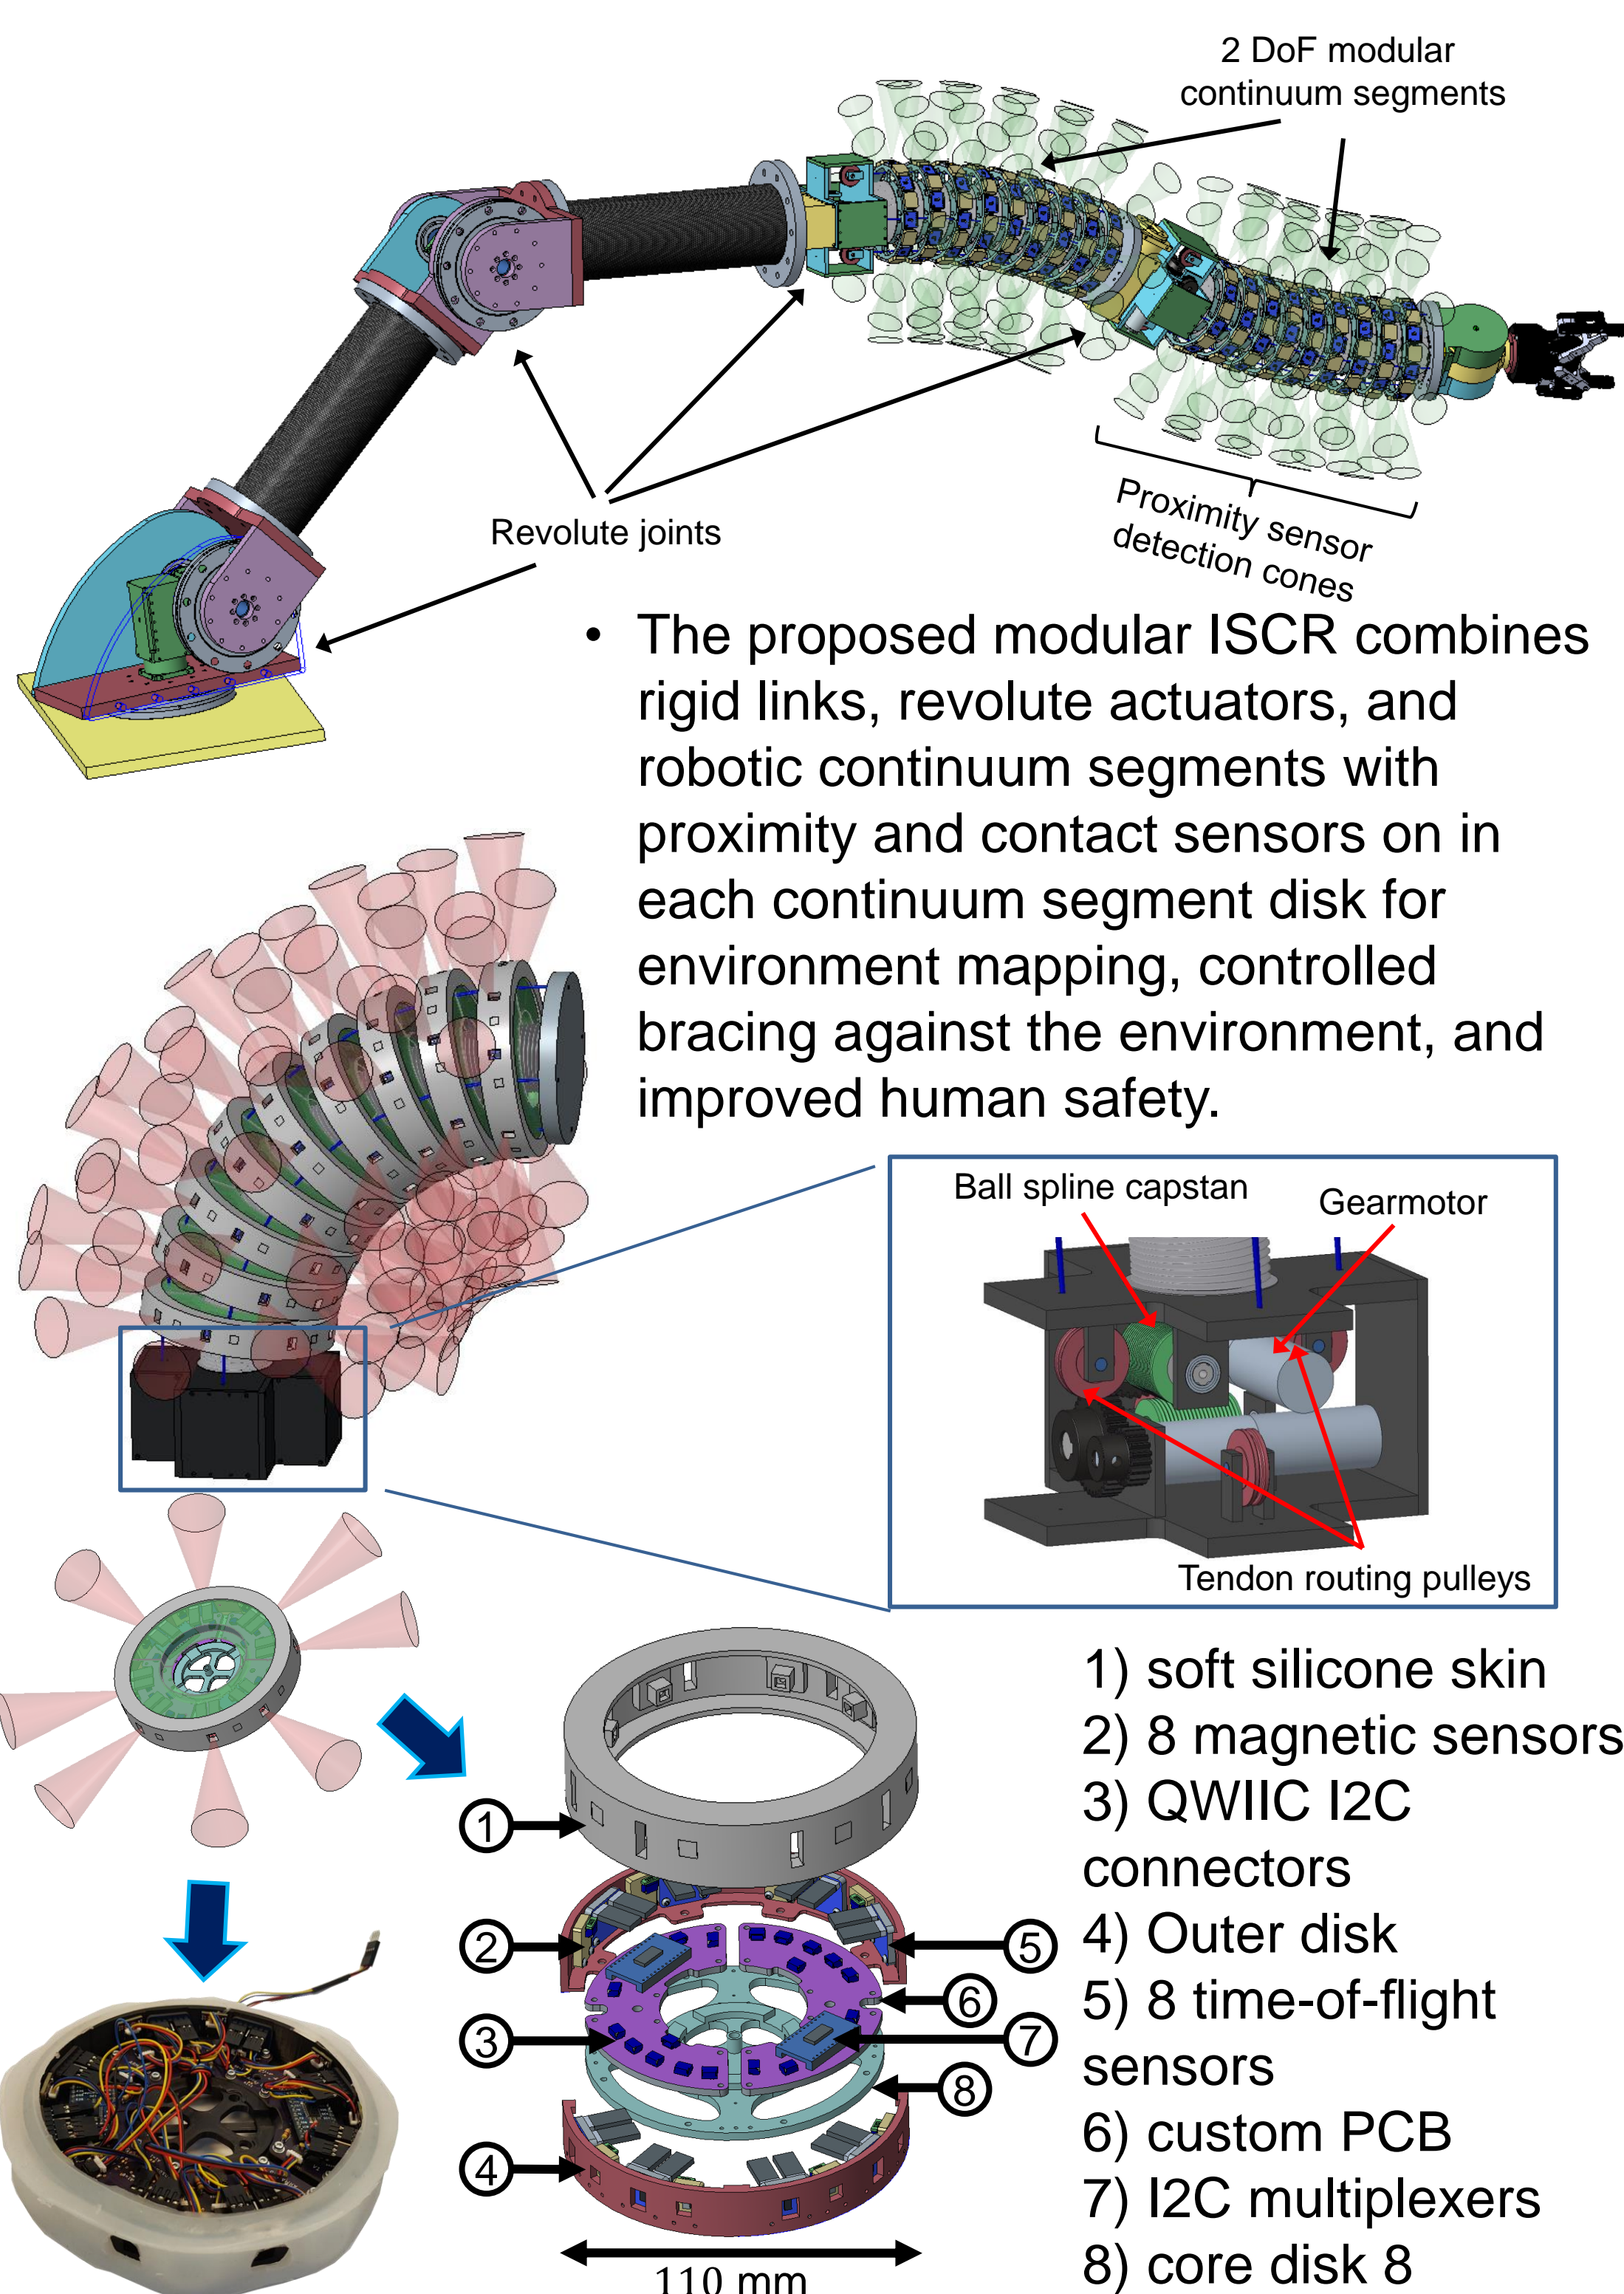 2 DoF modular
continuum segments
Revolute joints
Proximity sensor
detection cones
• The proposed modular ISCR combines
rigid links, revolute actuators, and
robotic continuum segments with
proximity and contact sensors on in
each continuum segment disk for
environment mapping, controlled
bracing against the environment, and
improved human safety.
Ball spline capstan
Gearmotor
Tendon routing pulleys
1) soft silicone skin
2) 8 magnetic sensors
3) QWIIC I2C
connectors
4) Outer disk
5) 8 time-of-flight
sensors
6) custom PCB
7) I2C multiplexers
8) core disk 8
1
2
3
4
5
6
7
8
110 mm